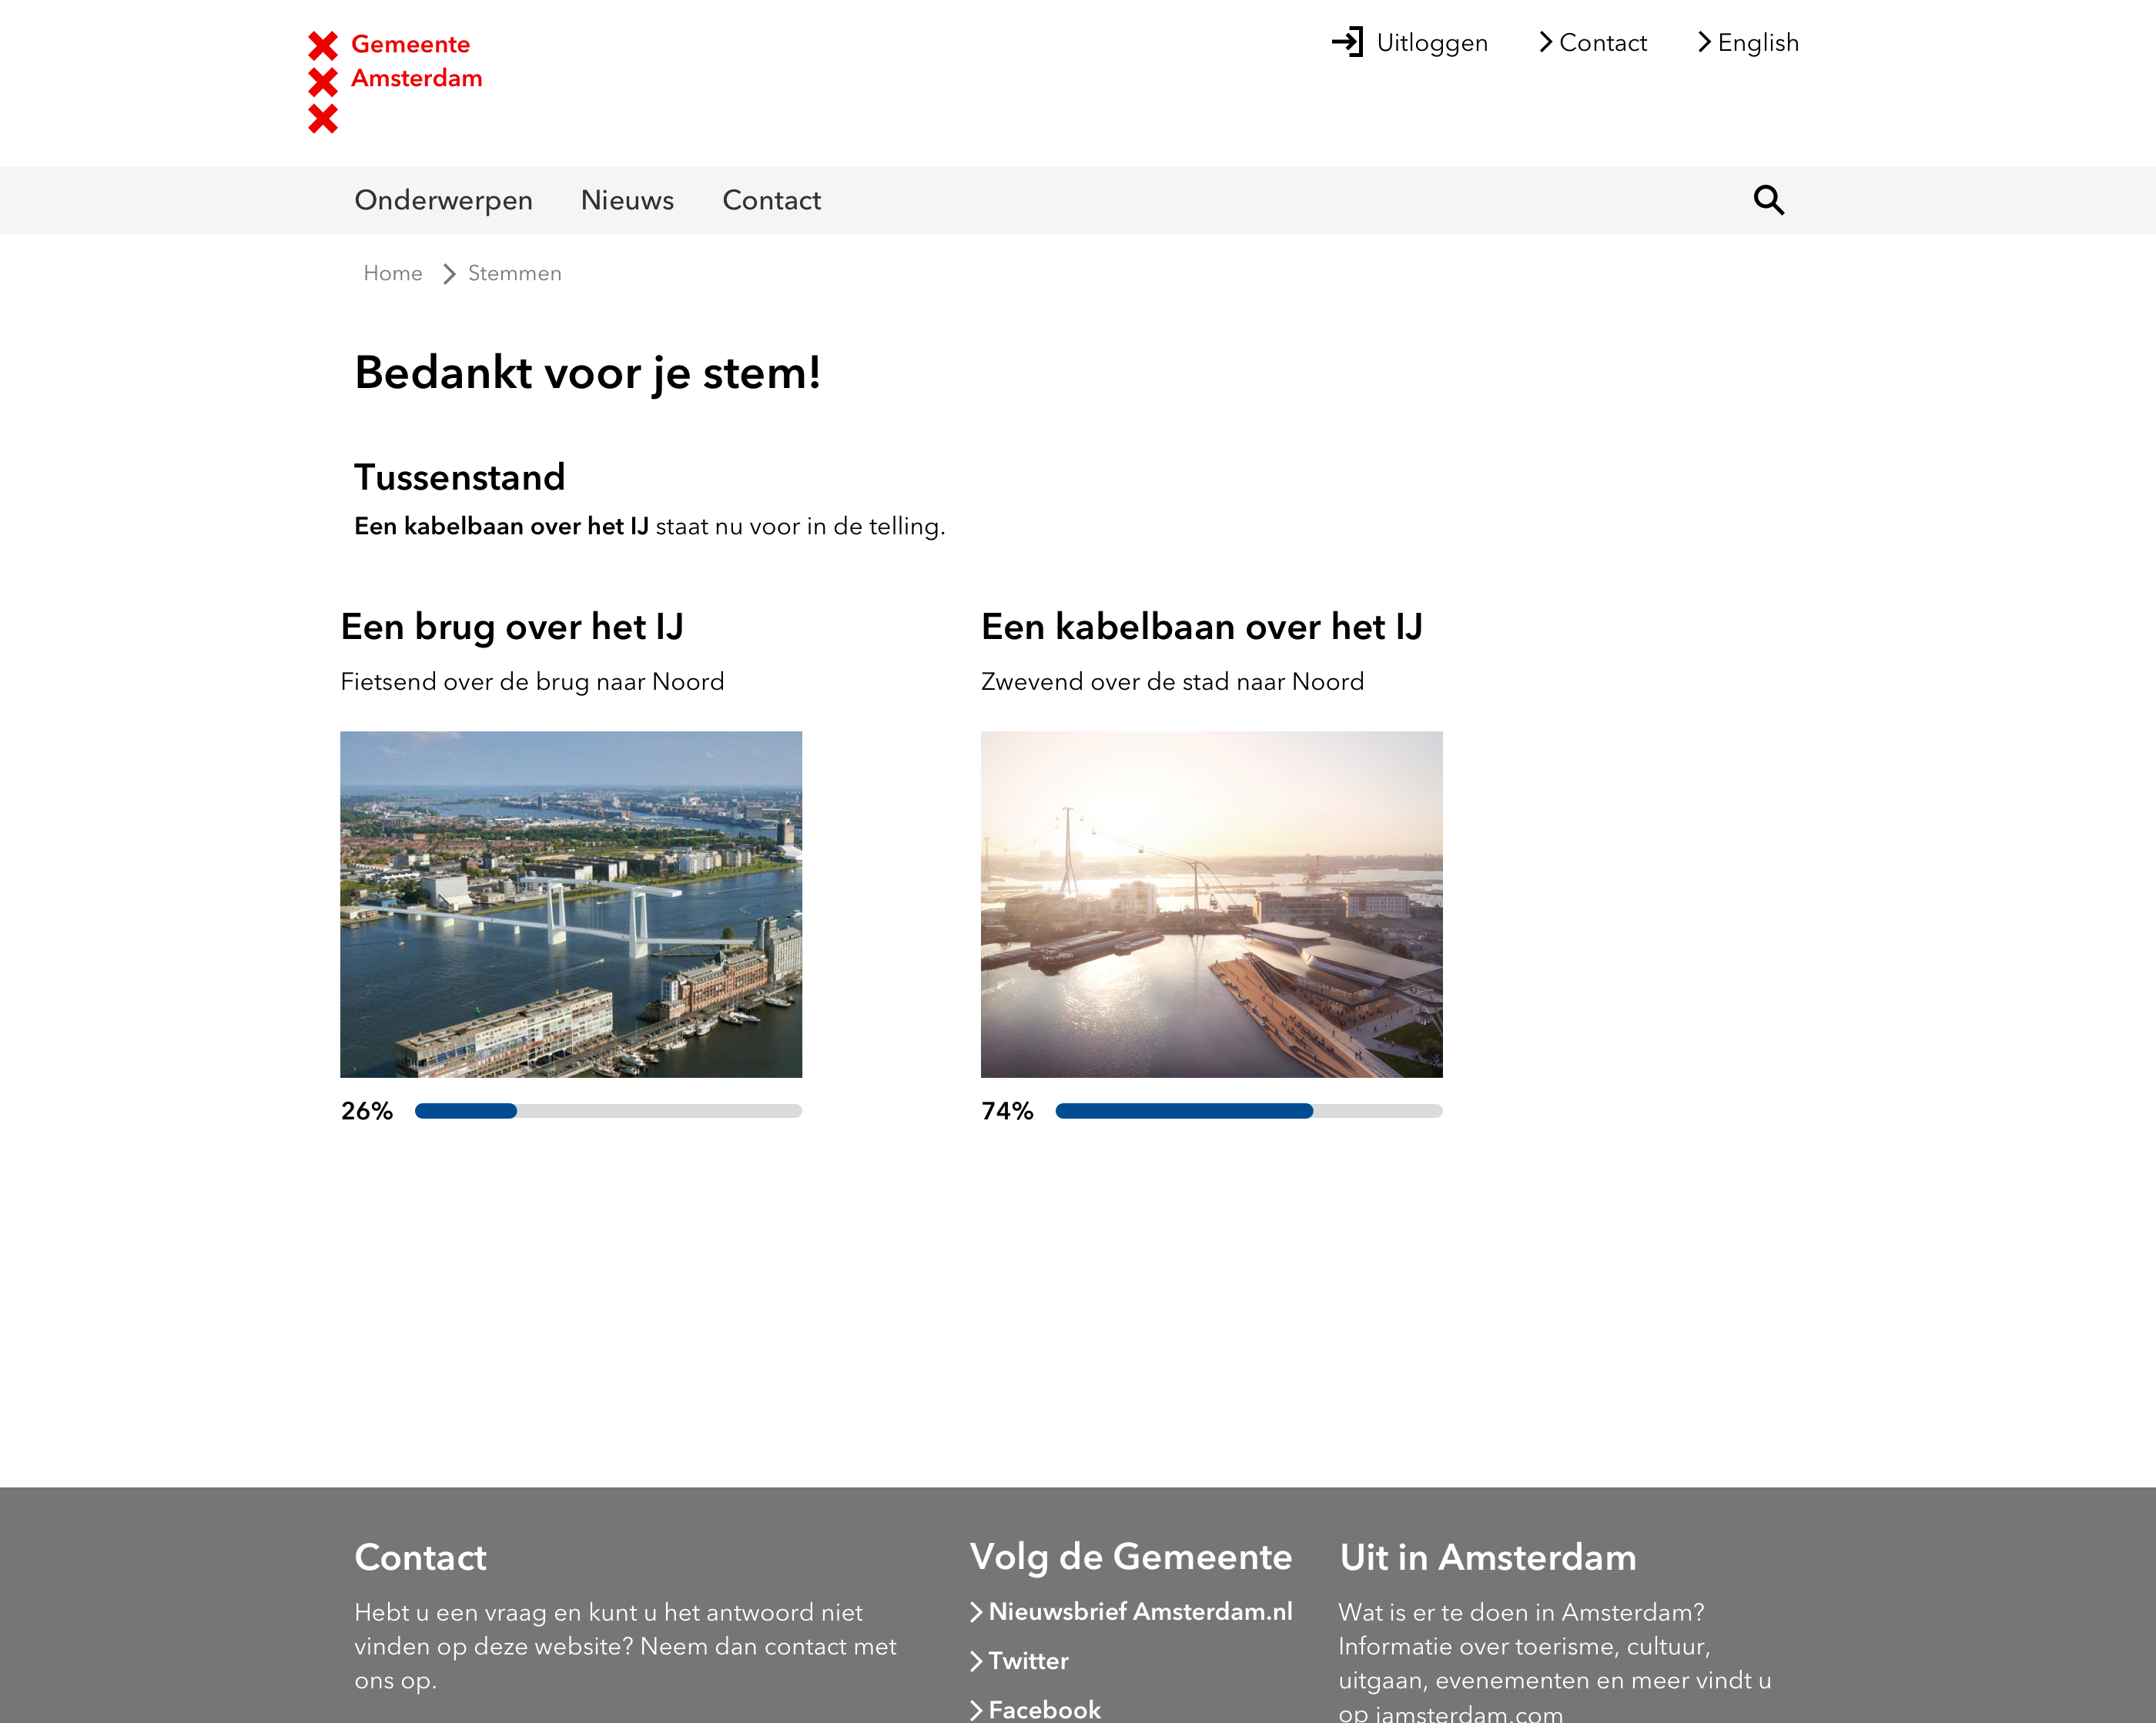 Gemeente
Amsterdam
Uitloggen
Contact
English
Onderwerpen
Nieuws
Contact
Home
Stemmen
Bedankt voor je stem!
Tussenstand
Een kabelbaan over het IJ staat nu voor in de telling.
Een brug over het IJ
Fietsend over de brug naar Noord
26%
Een kabelbaan over het IJ
Zwevend over de stad naar Noord
74%
Contact
Hebt u een vraag en kunt u het antwoord niet
vinden op deze website? Neem dan contact met
ons op.
Volg de Gemeente
Nieuwsbrief Amsterdam.nl
Twitter
Facebook
Uit in Amsterdam
Wat is er te doen in Amsterdam?
Informatie over toerisme, cultuur,
uitgaan, evenementen en meer vindt u
op iamsterdam.com